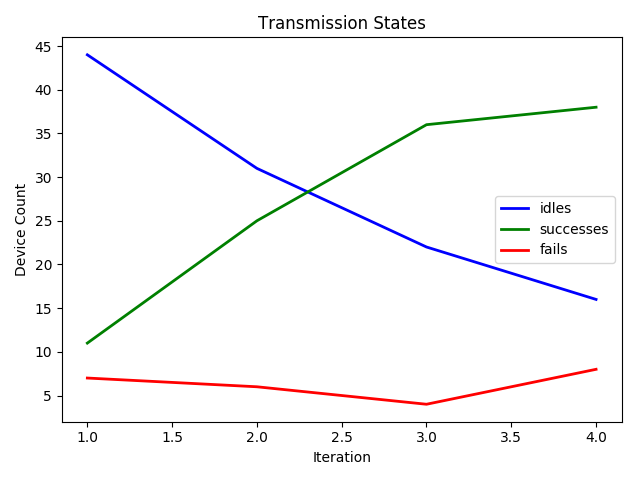 Transmission States
45
40
35
30
25
20
15
10
5
Device Count
idles
successes
fails
1.0 1.5 2.0 2.5 3.0 3.5 4.0
Iteration